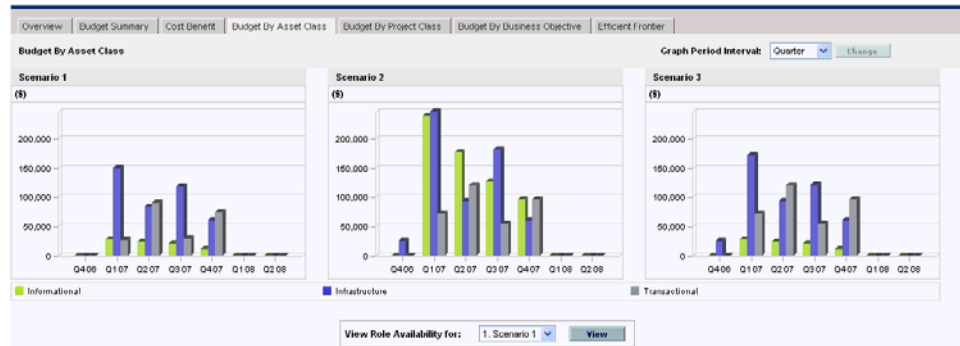 Overview Budget Summary Cost Benefit Budget By Asset Class Budget By Project Class Budget By Business Objective Efficient Frontier
Budget By Asset Class Graph Period Interval: Quarter Change
Scenario 1 Scenario 2 Scenario 3
($) ($) ($)
200,000 200,000 200,000
150,000 150,000 150,000
100,000 100,000 100,000
50,000 50,000 50,000
0 0 0
Q4 06 Q1 07 Q2 07 Q3 07 Q4 07 Q1 08 Q2 08 Q4 06 Q1 07 Q2 07 Q3 07 Q4 07 Q1 08 Q2 08 Q4 06 Q1 07 Q2 07 Q3 07 Q4 07 Q1 08 Q2 08
Informational Infrastructure Transactional
View Role Availability for: 1. Scenario 1 View